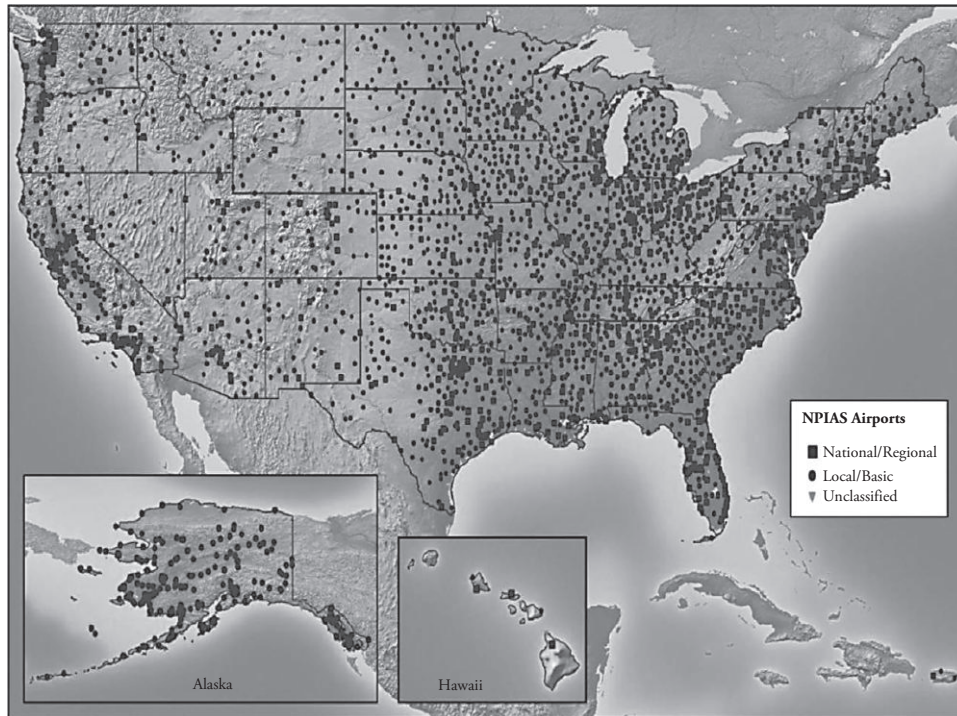 NPIAS Airports
National/Regional
Local/Basic
Unclassified
Alaska
Hawaii